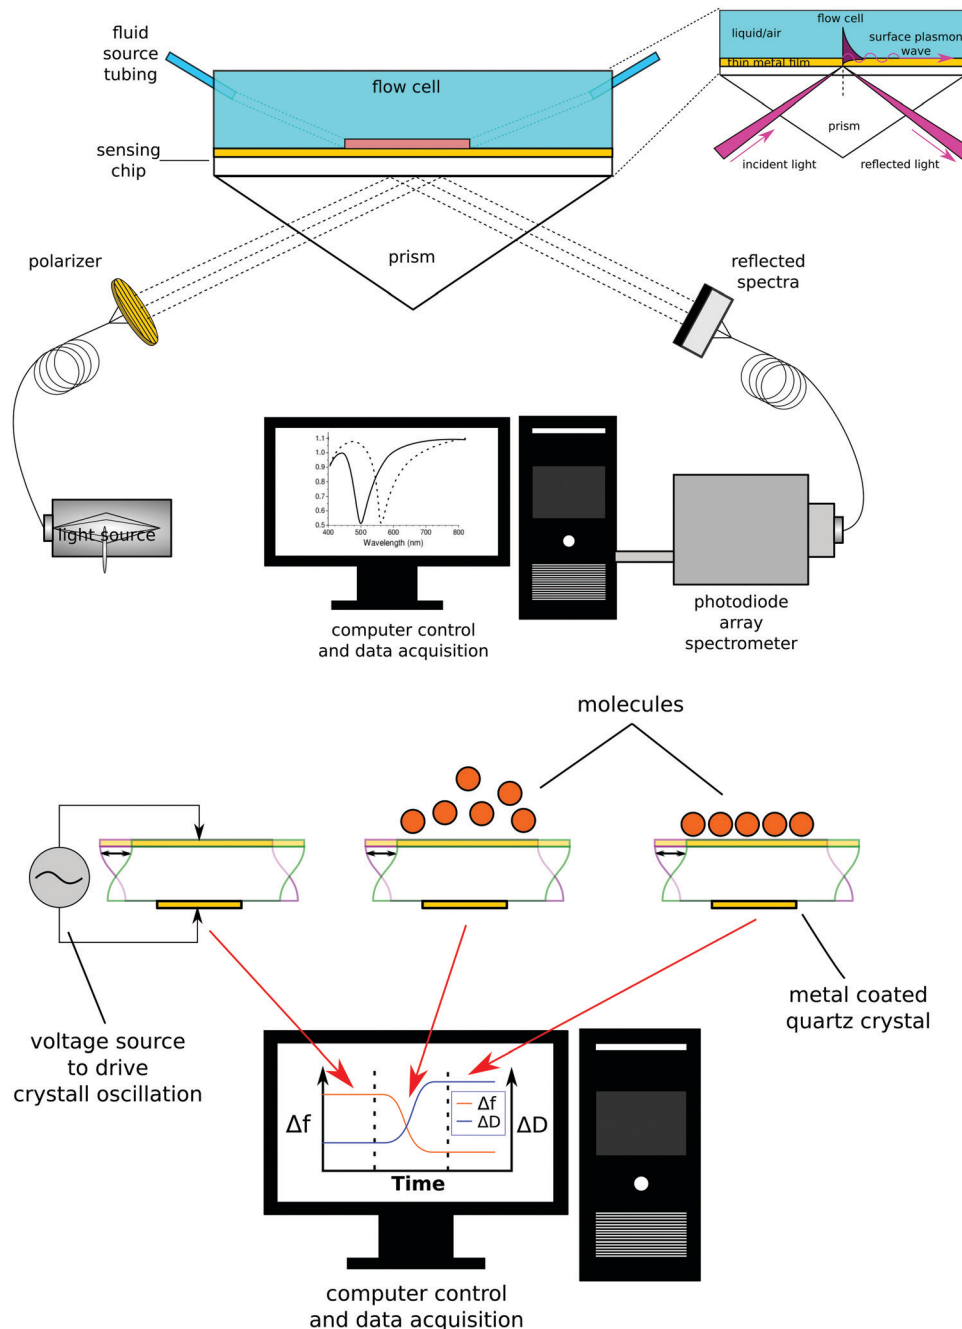 fluid
source
tubing
flow cell
sensing
chip
prism
polarizer
reflected
spectra
light source
flow cell
liquid/air
surface plasmon
wave
thin metal film
prism
incident light
reflected light
1.1
1.0
0.9
0.8
0.7
0.6
0.5
400
500
600
700
800
Wavelength (nm)
computer control
and data acquisition
photodiode
array
spectrometer
molecules
voltage source
to drive
crystall oscillation
metal coated
quartz crystal
Δf
Δf
ΔD
ΔD
Time
computer control
and data acquisition